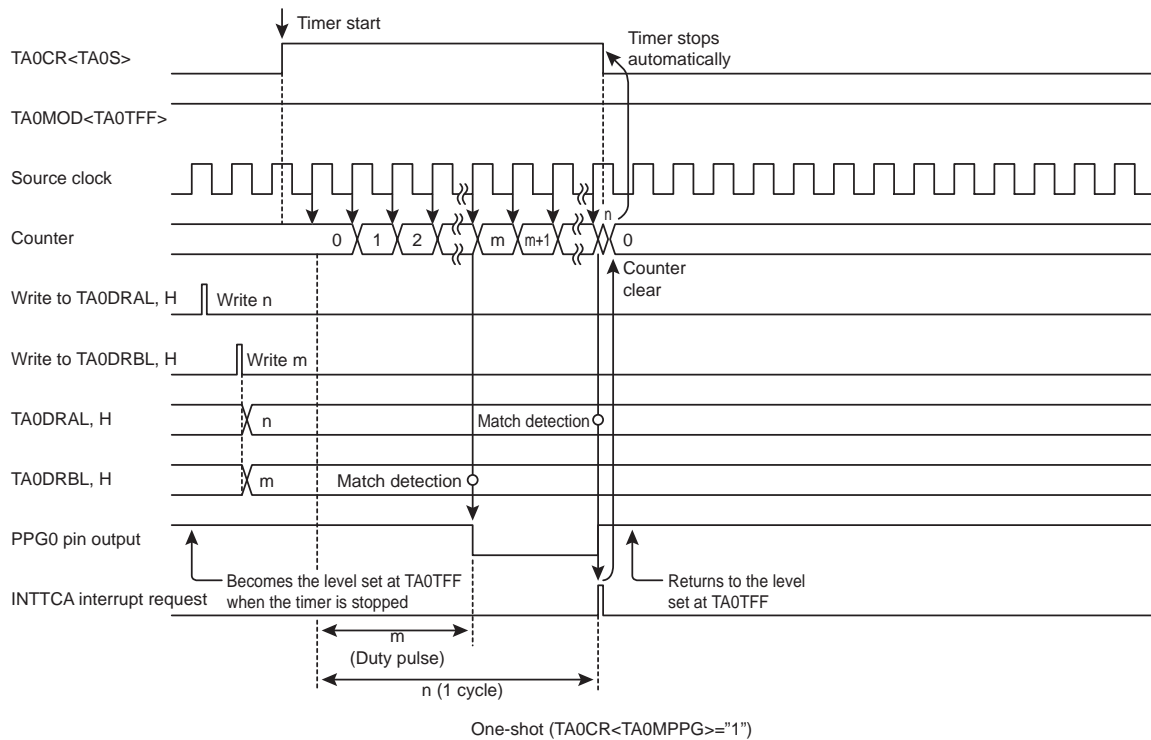 Timer start
TA0CR<TA0S>
Timer stops
automatically
TA0MOD<TA0TFF>
Source clock
n
Counter
0 1 2 m m+1 0
Counter
clear
Write to TA0DRAL, H
Write n
Write to TA0DRBL, H
Write m
TA0DRAL, H
n
Match detection
TA0DRBL, H
m
Match detection
PPG0 pin output
Becomes the level set at TA0TFF
when the timer is stopped
Returns to the level
set at TA0TFF
INTTCA interrupt request
m
(Duty pulse)
n (1 cycle)
One-shot (TA0CR<TA0MPPG>=”1”)